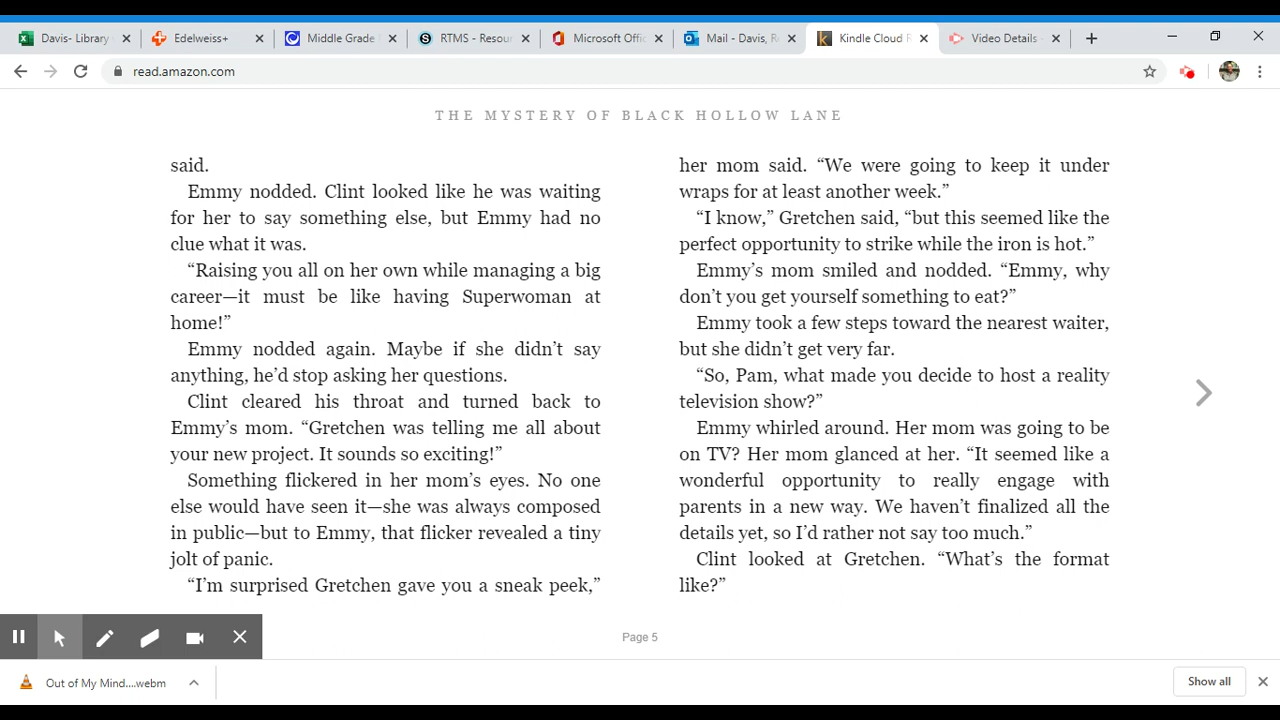 Davis- Library
Edelweiss+
Middle Grade
RTMS - Resou
Microsoft Offi
Mail - Davis, R
Kindle Cloud R
Video Details -
read.amazon.com
THE MYSTERY OF BLACK HOLLOW LANE
said.
Emmy nodded. Clint looked like he was waiting
for her to say something else, but Emmy had no
clue what it was.
“Raising you all on her own while managing a big
career—it must be like having Superwoman at
home!”
Emmy nodded again. Maybe if she didn’t say
anything, he’d stop asking her questions.
Clint cleared his throat and turned back to
Emmy’s mom. “Gretchen was telling me all about
your new project. It sounds so exciting!”
Something flickered in her mom’s eyes. No one
else would have seen it—she was always composed
in public—but to Emmy, that flicker revealed a tiny
jolt of panic.
“I’m surprised Gretchen gave you a sneak peek,”
her mom said. “We were going to keep it under
wraps for at least another week.”
“I know,” Gretchen said, “but this seemed like the
perfect opportunity to strike while the iron is hot.”
Emmy’s mom smiled and nodded. “Emmy, why
don’t you get yourself something to eat?”
Emmy took a few steps toward the nearest waiter,
but she didn’t get very far.
“So, Pam, what made you decide to host a reality
television show?”
Emmy whirled around. Her mom was going to be
on TV? Her mom glanced at her. “It seemed like a
wonderful opportunity to really engage with
parents in a new way. We haven’t finalized all the
details yet, so I’d rather not say too much.”
Clint looked at Gretchen. “What’s the format
like?”
Page 5
Out of My Mind....webm
Show all